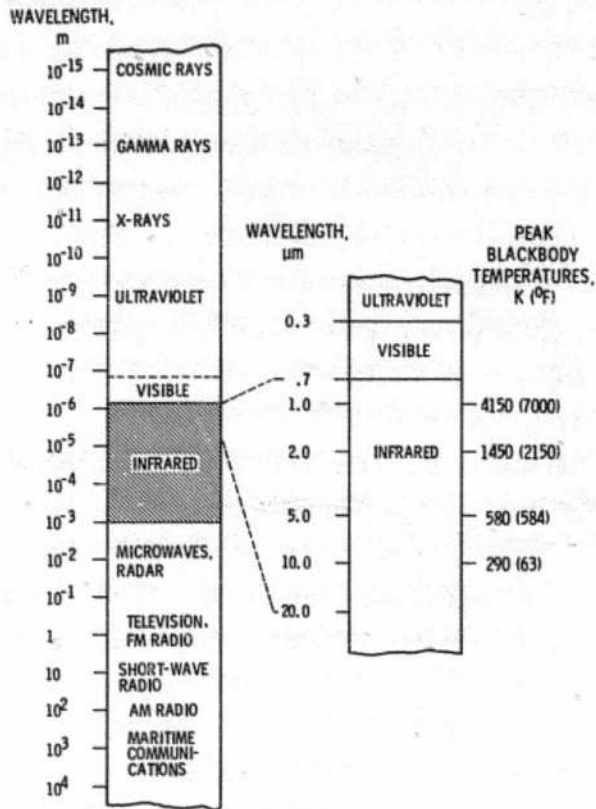 WAVELENGTH,
m
10⁻¹⁵
COSMIC RAYS
10⁻¹⁴
10⁻¹³
GAMMA RAYS
10⁻¹²
10⁻¹¹
X-RAYS
10⁻¹⁰
10⁻⁹
ULTRAVIOLET
10⁻⁸
10⁻⁷
VISIBLE
10⁻⁶
10⁻⁵
INFRARED
10⁻⁴
10⁻³
10⁻²
MICROWAVES,
RADAR
10⁻¹
1
TELEVISION,
FM RADIO
10
SHORT-WAVE
RADIO
10²
AM RADIO
10³
MARITIME
COMMUNI-
CATIONS
10⁴
WAVELENGTH,
μm
ULTRAVIOLET
0.3
VISIBLE
.7
1.0
2.0
INFRARED
5.0
10.0
20.0
PEAK
BLACKBODY
TEMPERATURES,
K (⁰F)
4150 (7000)
1450 (2150)
580 (584)
290 (63)